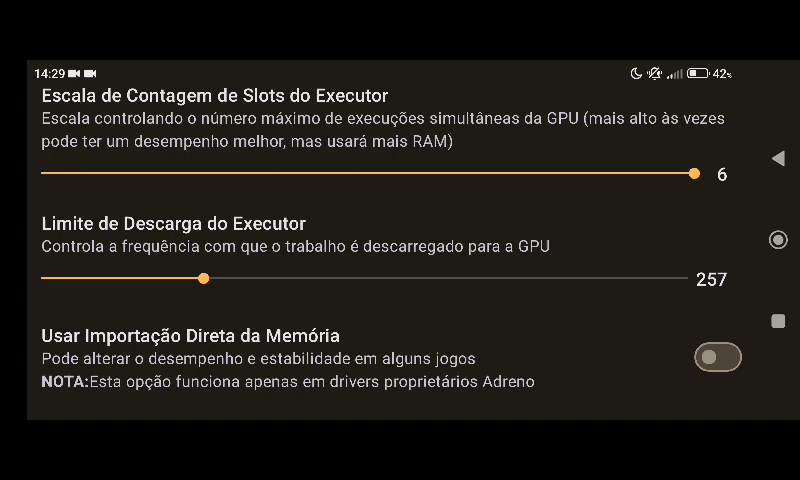 14:29 42%
Escala de Contagem de Slots do Executor
Escala controlando o número máximo de execuções simultâneas da GPU (mais alto às vezes
pode ter um desempenho melhor, mas usará mais RAM)
6
Limite de Descarga do Executor
Controla a frequência com que o trabalho é descarregado para a GPU
257
Usar Importação Direta da Memória
Pode alterar o desempenho e estabilidade em alguns jogos
NOTA:Esta opção funciona apenas em drivers proprietários Adreno